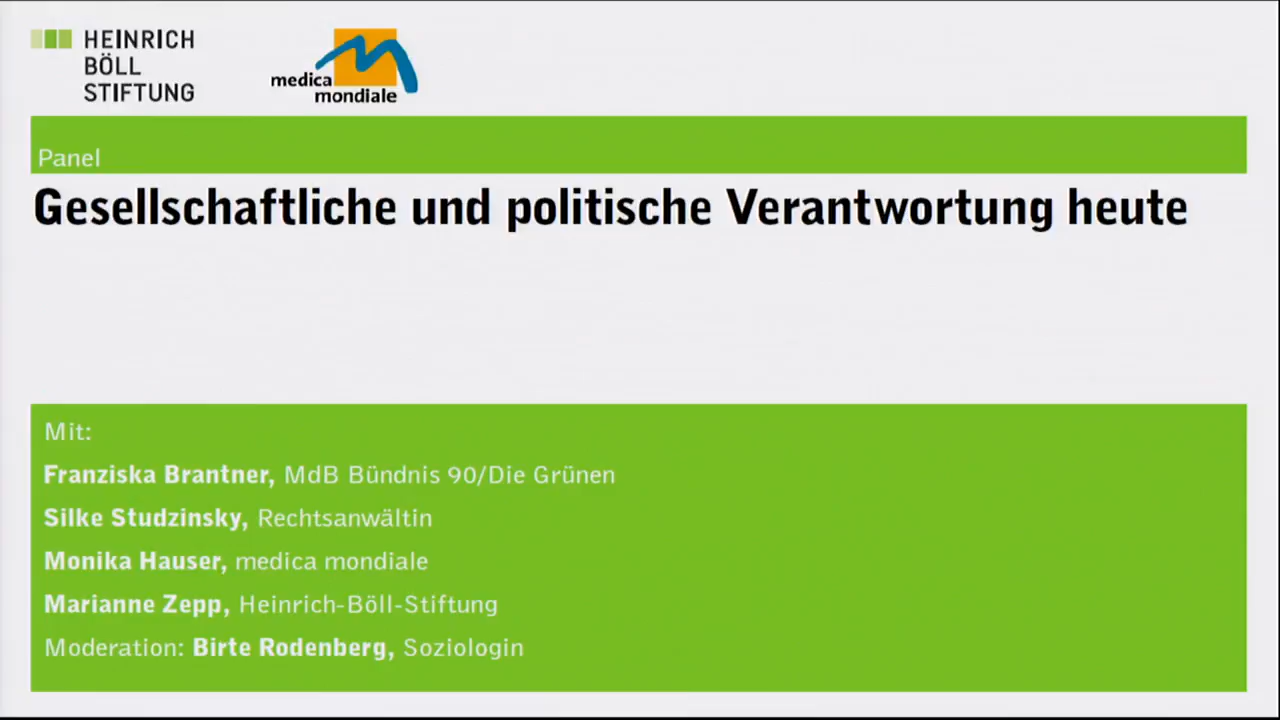 HEINRICH
BÖLL
STIFTUNG
medica
mondiale
Panel
Gesellschaftliche und politische Verantwortung heute
Mit:
Franziska Brantner, MdB Bündnis 90/Die Grünen
Silke Studzinsky, Rechtsanwältin
Monika Hauser, medica mondiale
Marianne Zepp, Heinrich-Böll-Stiftung
Moderation: Birte Rodenberg, Soziologin